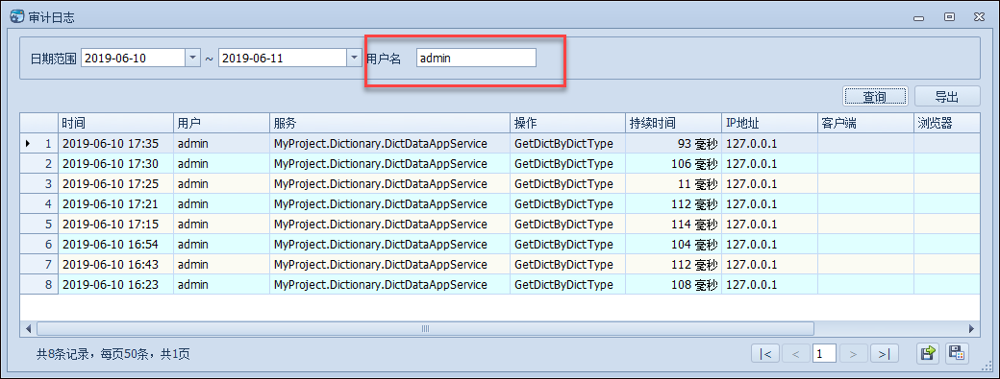 审计日志
日期范围 2019-06-10 ~ 2019-06-11 用户名 admin
查询 导出
时间 用户 服务 操作 持续时间 IP地址 客户端 浏览器
1 2019-06-10 17:35 admin MyProject.Dictionary.DictDataAppService GetDictByDictType 93 毫秒 127.0.0.1
2 2019-06-10 17:30 admin MyProject.Dictionary.DictDataAppService GetDictByDictType 106 毫秒 127.0.0.1
3 2019-06-10 17:25 admin MyProject.Dictionary.DictDataAppService GetDictByDictType 11 毫秒 127.0.0.1
4 2019-06-10 17:21 admin MyProject.Dictionary.DictDataAppService GetDictByDictType 112 毫秒 127.0.0.1
5 2019-06-10 17:15 admin MyProject.Dictionary.DictDataAppService GetDictByDictType 114 毫秒 127.0.0.1
6 2019-06-10 16:54 admin MyProject.Dictionary.DictDataAppService GetDictByDictType 104 毫秒 127.0.0.1
7 2019-06-10 16:43 admin MyProject.Dictionary.DictDataAppService GetDictByDictType 112 毫秒 127.0.0.1
8 2019-06-10 16:23 admin MyProject.Dictionary.DictDataAppService GetDictByDictType 108 毫秒 127.0.0.1
共8条记录，每页50条，共1页 |< < 1 > >|